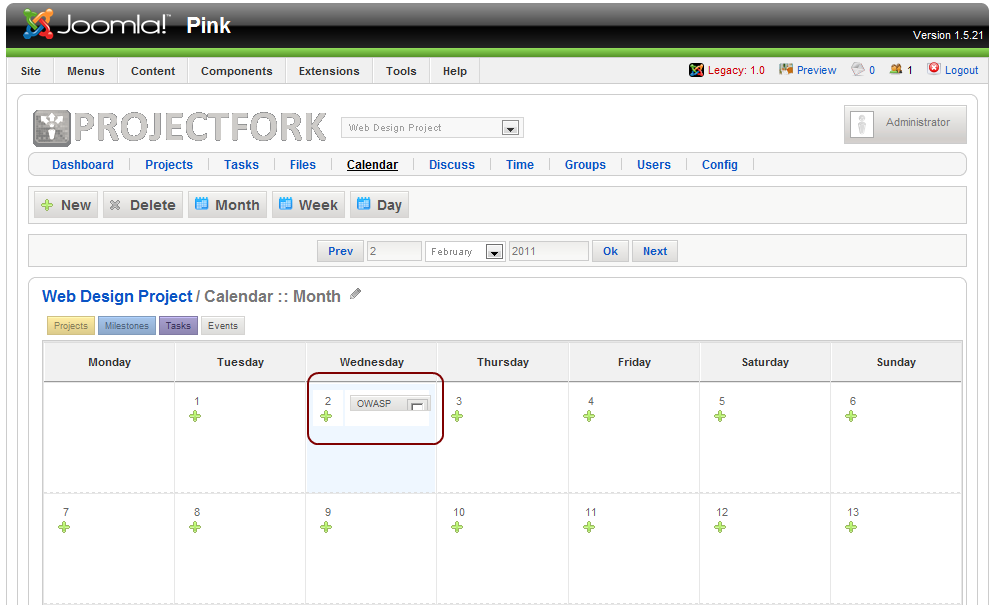 Joomla!™ Pink
Version 1.5.21
Site Menus Content Components Extensions Tools Help Legacy: 1.0 Preview 0 1 Logout
PROJECTFORK Web Design Project Administrator
Dashboard Projects Tasks Files Calendar Discuss Time Groups Users Config
New Delete Month Week Day
Prev 2 February 2011 Ok Next
Web Design Project / Calendar :: Month
Projects Milestones Tasks Events
Monday Tuesday Wednesday Thursday Friday Saturday Sunday
1 2 OWASP 3 4 5 6
7 8 9 10 11 12 13